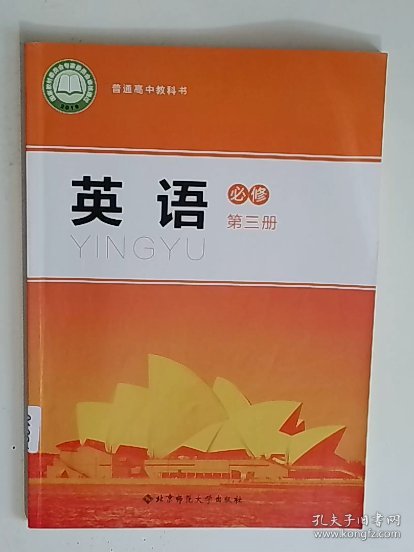 普通高中教科书
2019
英语
必修
YINGYU
第三册
北京师范大学出版社
孔夫子旧书网
www.kongfz.com